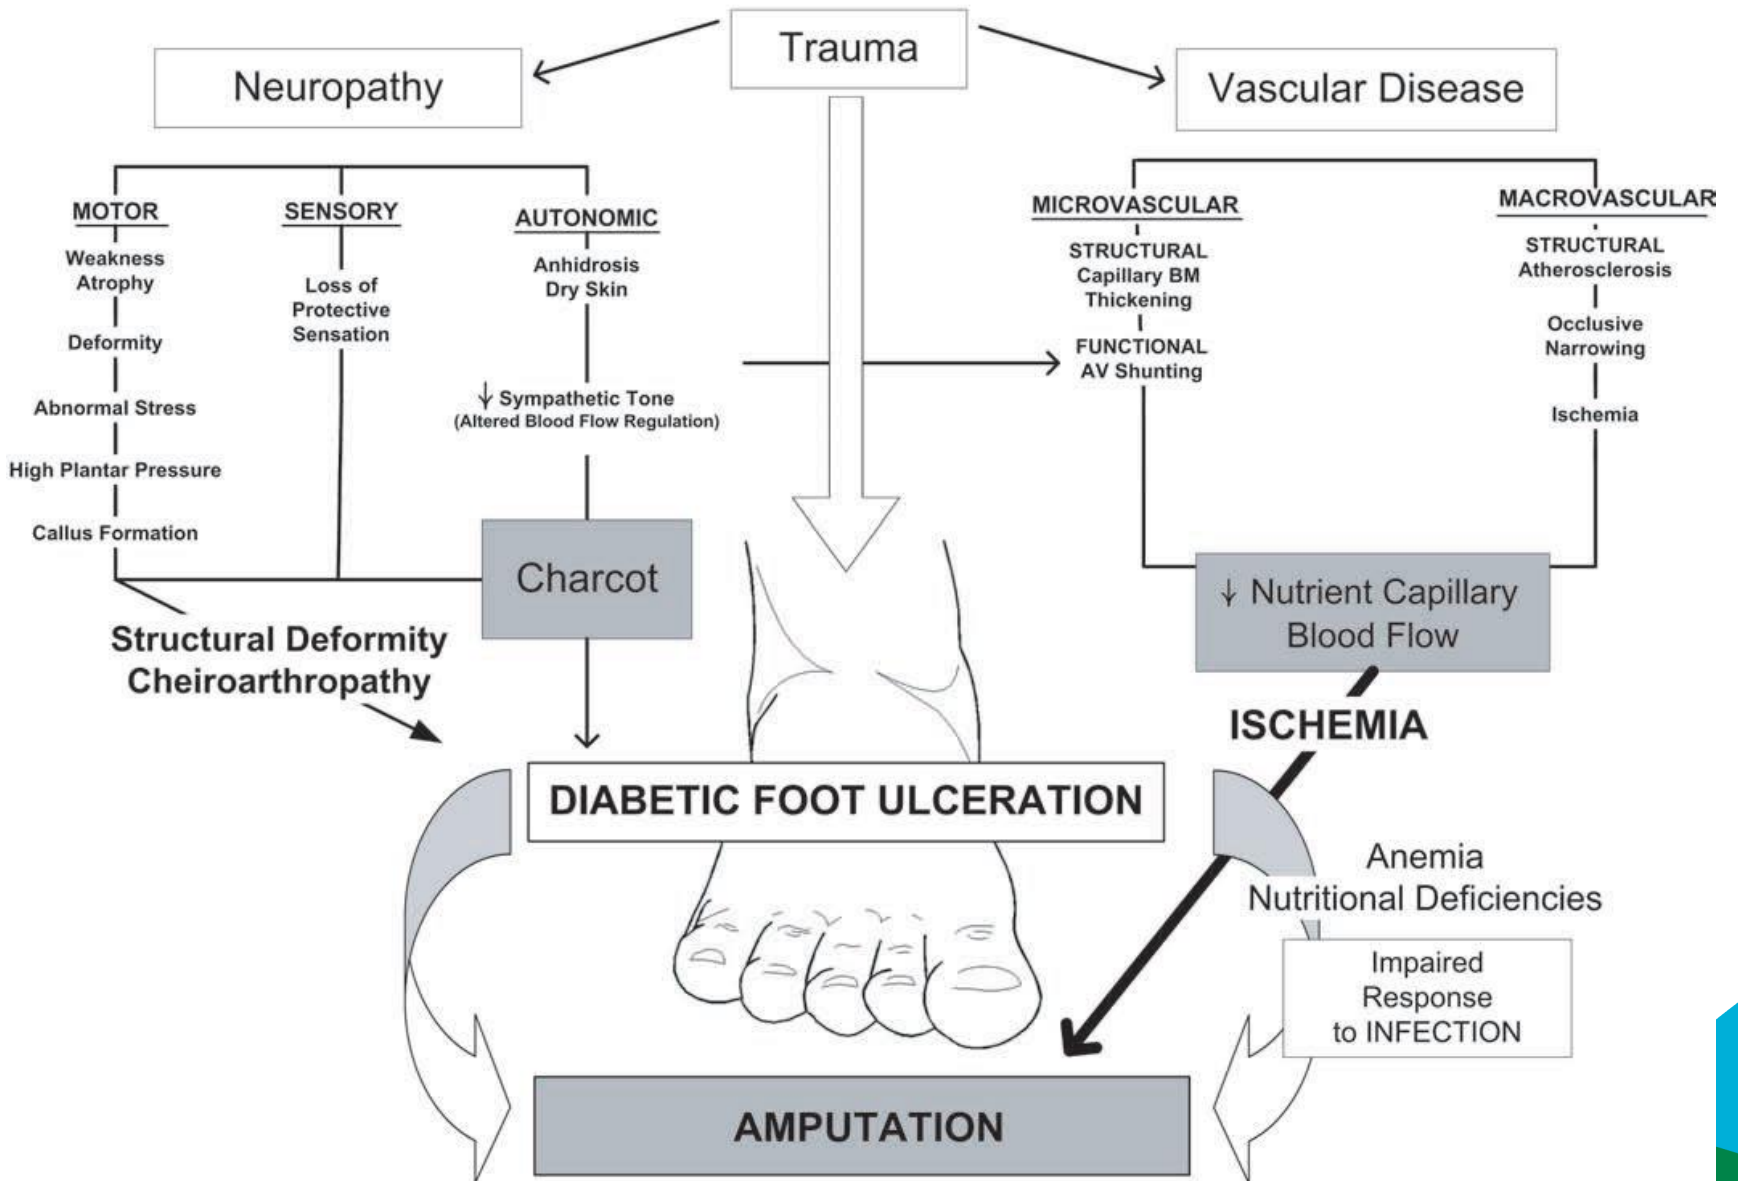 Trauma
Neuropathy
Vascular Disease
MOTOR
Weakness
Atrophy
Deformity
Abnormal Stress
High Plantar Pressure
Callus Formation
SENSORY
Loss of
Protective
Sensation
AUTONOMIC
Anhidrosis
Dry Skin
↓ Sympathetic Tone
(Altered Blood Flow Regulation)
MICROVASCULAR
STRUCTURAL
Capillary BM
Thickening
FUNCTIONAL
AV Shunting
MACROVASCULAR
STRUCTURAL
Atherosclerosis
Occlusive
Narrowing
Ischemia
Charcot
↓ Nutrient Capillary
Blood Flow
Structural Deformity
Cheiroarthropathy
ISCHEMIA
DIABETIC FOOT ULCERATION
Anemia
Nutritional Deficiencies
Impaired
Response
to INFECTION
AMPUTATION